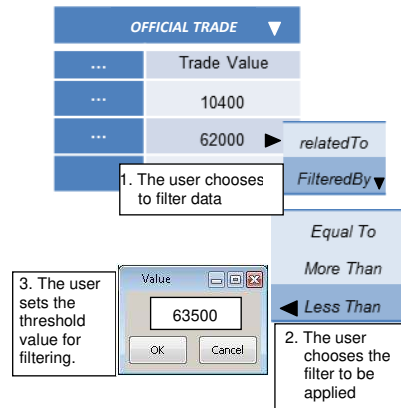 OFFICIAL TRADE
... Trade Value
... 10400
... 62000
relatedTo
FilteredBy
1. The user chooses
to filter data
Equal To
More Than
Less Than
3. The user
sets the
threshold
value for
filtering.
Value
63500
OK Cancel
2. The user
chooses the
filter to be
applied